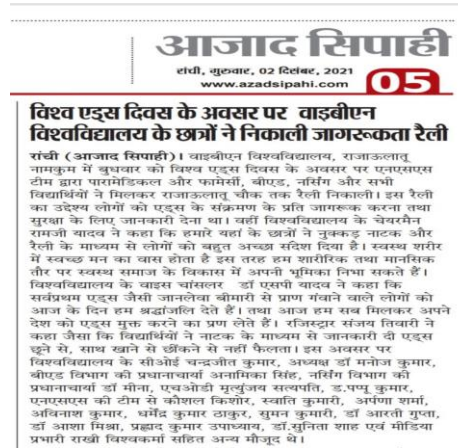 आजाद सिपाही
रांची, गुरुवार, 02 दिसंबर, 2021
www.azadsipahi.com
05
विश्व एड्स दिवस के अवसर पर वाइबीएन
विश्वविद्यालय के छात्रों ने निकाली जागरूकता रैली
रांची (आजाद सिपाही)। वाइबीएन विश्वविद्यालय, राजाऊलातू
नामकुम में बुधवार को विश्व एड्स दिवस के अवसर पर एनएसएस
टीम द्वारा पारामेडिकल और फार्मेसी, बीएड, नर्सिंग और सभी
विद्यार्थियों ने मिलकर राजाऊलातू चौक तक रैली निकाली। इस रैली
का उद्देश्य लोगों को एड्स के संक्रमण के प्रति जागरूक करना तथा
सुरक्षा के लिए जानकारी देना था। वहीं विश्वविद्यालय के चेयरमैन
रामजी यादव ने कहा कि हमारे यहां के छात्रों ने नुक्कड़ नाटक और
रैली के माध्यम से लोगों को बहुत अच्छा संदेश दिया है। स्वस्थ शरीर
में स्वच्छ मन का वास होता है इस तरह हम शारीरिक तथा मानसिक
तौर पर स्वस्थ समाज के विकास में अपनी भूमिका निभा सकते हैं।
विश्वविद्यालय के वाइस चांसलर डॉ एसपी यादव ने कहा कि
सर्वप्रथम एड्स जैसी जानलेवा बीमारी से प्राण गंवाने वाले लोगों को
आज के दिन हम श्रद्धांजलि देते हैं। तथा आज हम सब मिलकर अपने
देश को एड्स मुक्त करने का प्रण लेते हैं। रजिस्ट्रार संजय तिवारी ने
कहा जैसा कि विद्यार्थियों ने नाटक के माध्यम से जानकारी दी एड्स
छूने से, साथ खाने से छींकने से नहीं फैलता। इस अवसर पर
विश्वविद्यालय के सीओई चन्द्रजीत कुमार, अध्यक्ष डॉ मनोज कुमार,
बीएड विभाग की प्रधानाचार्या अनामिका सिंह, नर्सिंग विभाग की
प्रधानाचार्या डॉ मीना, एचओडी मृत्युंजय सत्यपति, ड.पप्पू कुमार,
एनएसएस की टीम से कौशल किशोर, स्वाति कुमारी, अर्पणा शर्मा,
अविनाश कुमार, धर्मेंद्र कुमार ठाकुर, सुमन कुमारी, डॉ आरती गुप्ता,
डॉ आशा मिश्रा, प्रह्लाद कुमार उपाध्याय, डॉ.सुनिता शाह एवं मीडिया
प्रभारी राखी विश्वकर्मा सहित अन्य मौजूद थे।